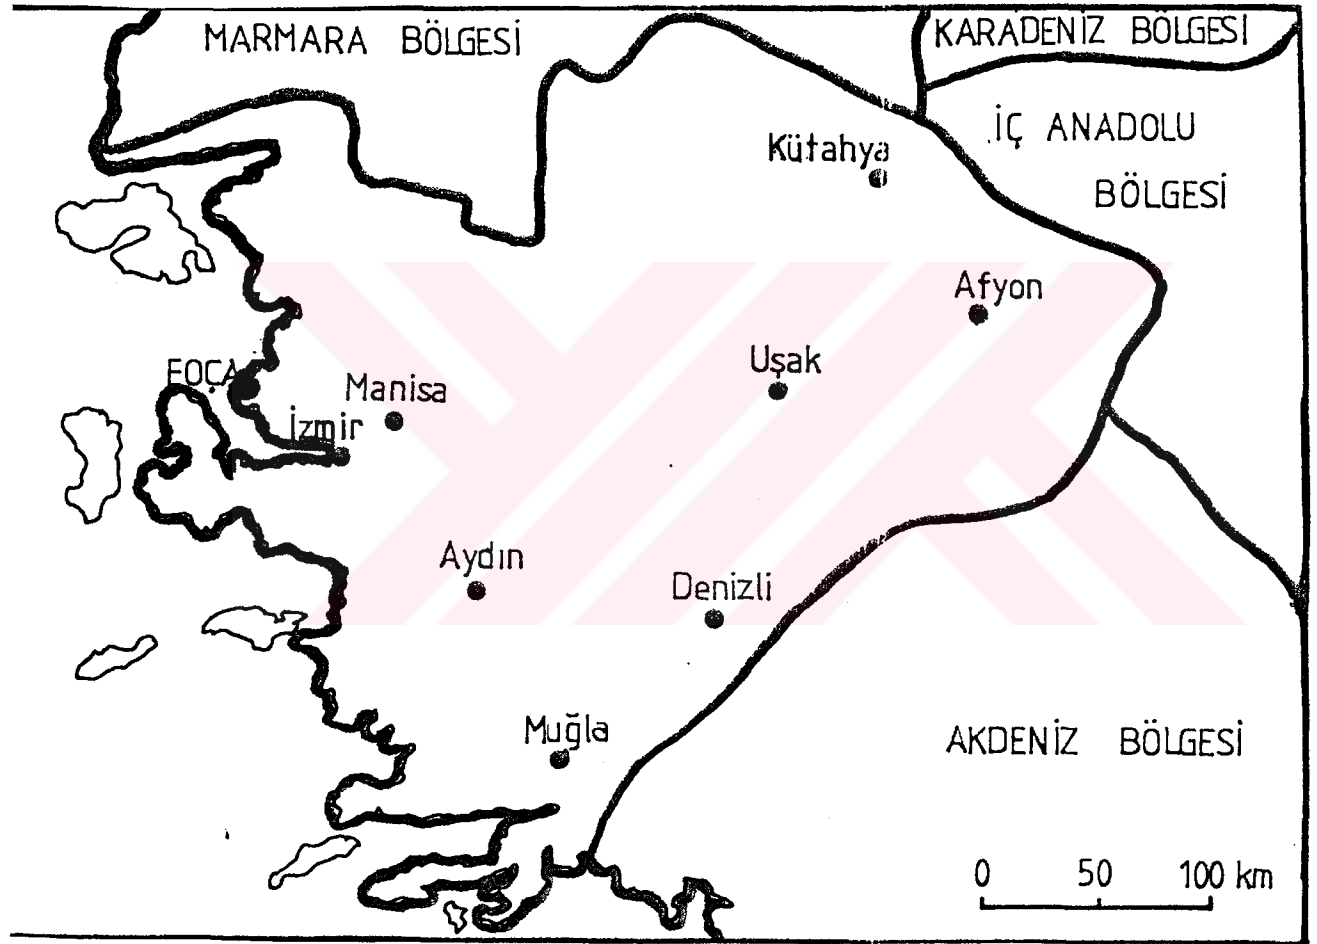 MARMARA BÖLGESİ
KARADENİZ BÖLGESİ
İÇ ANADOLU
BÖLGESİ
Kütahya
Afyon
Uşak
FOÇA
Manisa
İzmir
Aydın
Denizli
Muğla
AKDENİZ BÖLGESİ
0 50 100 km